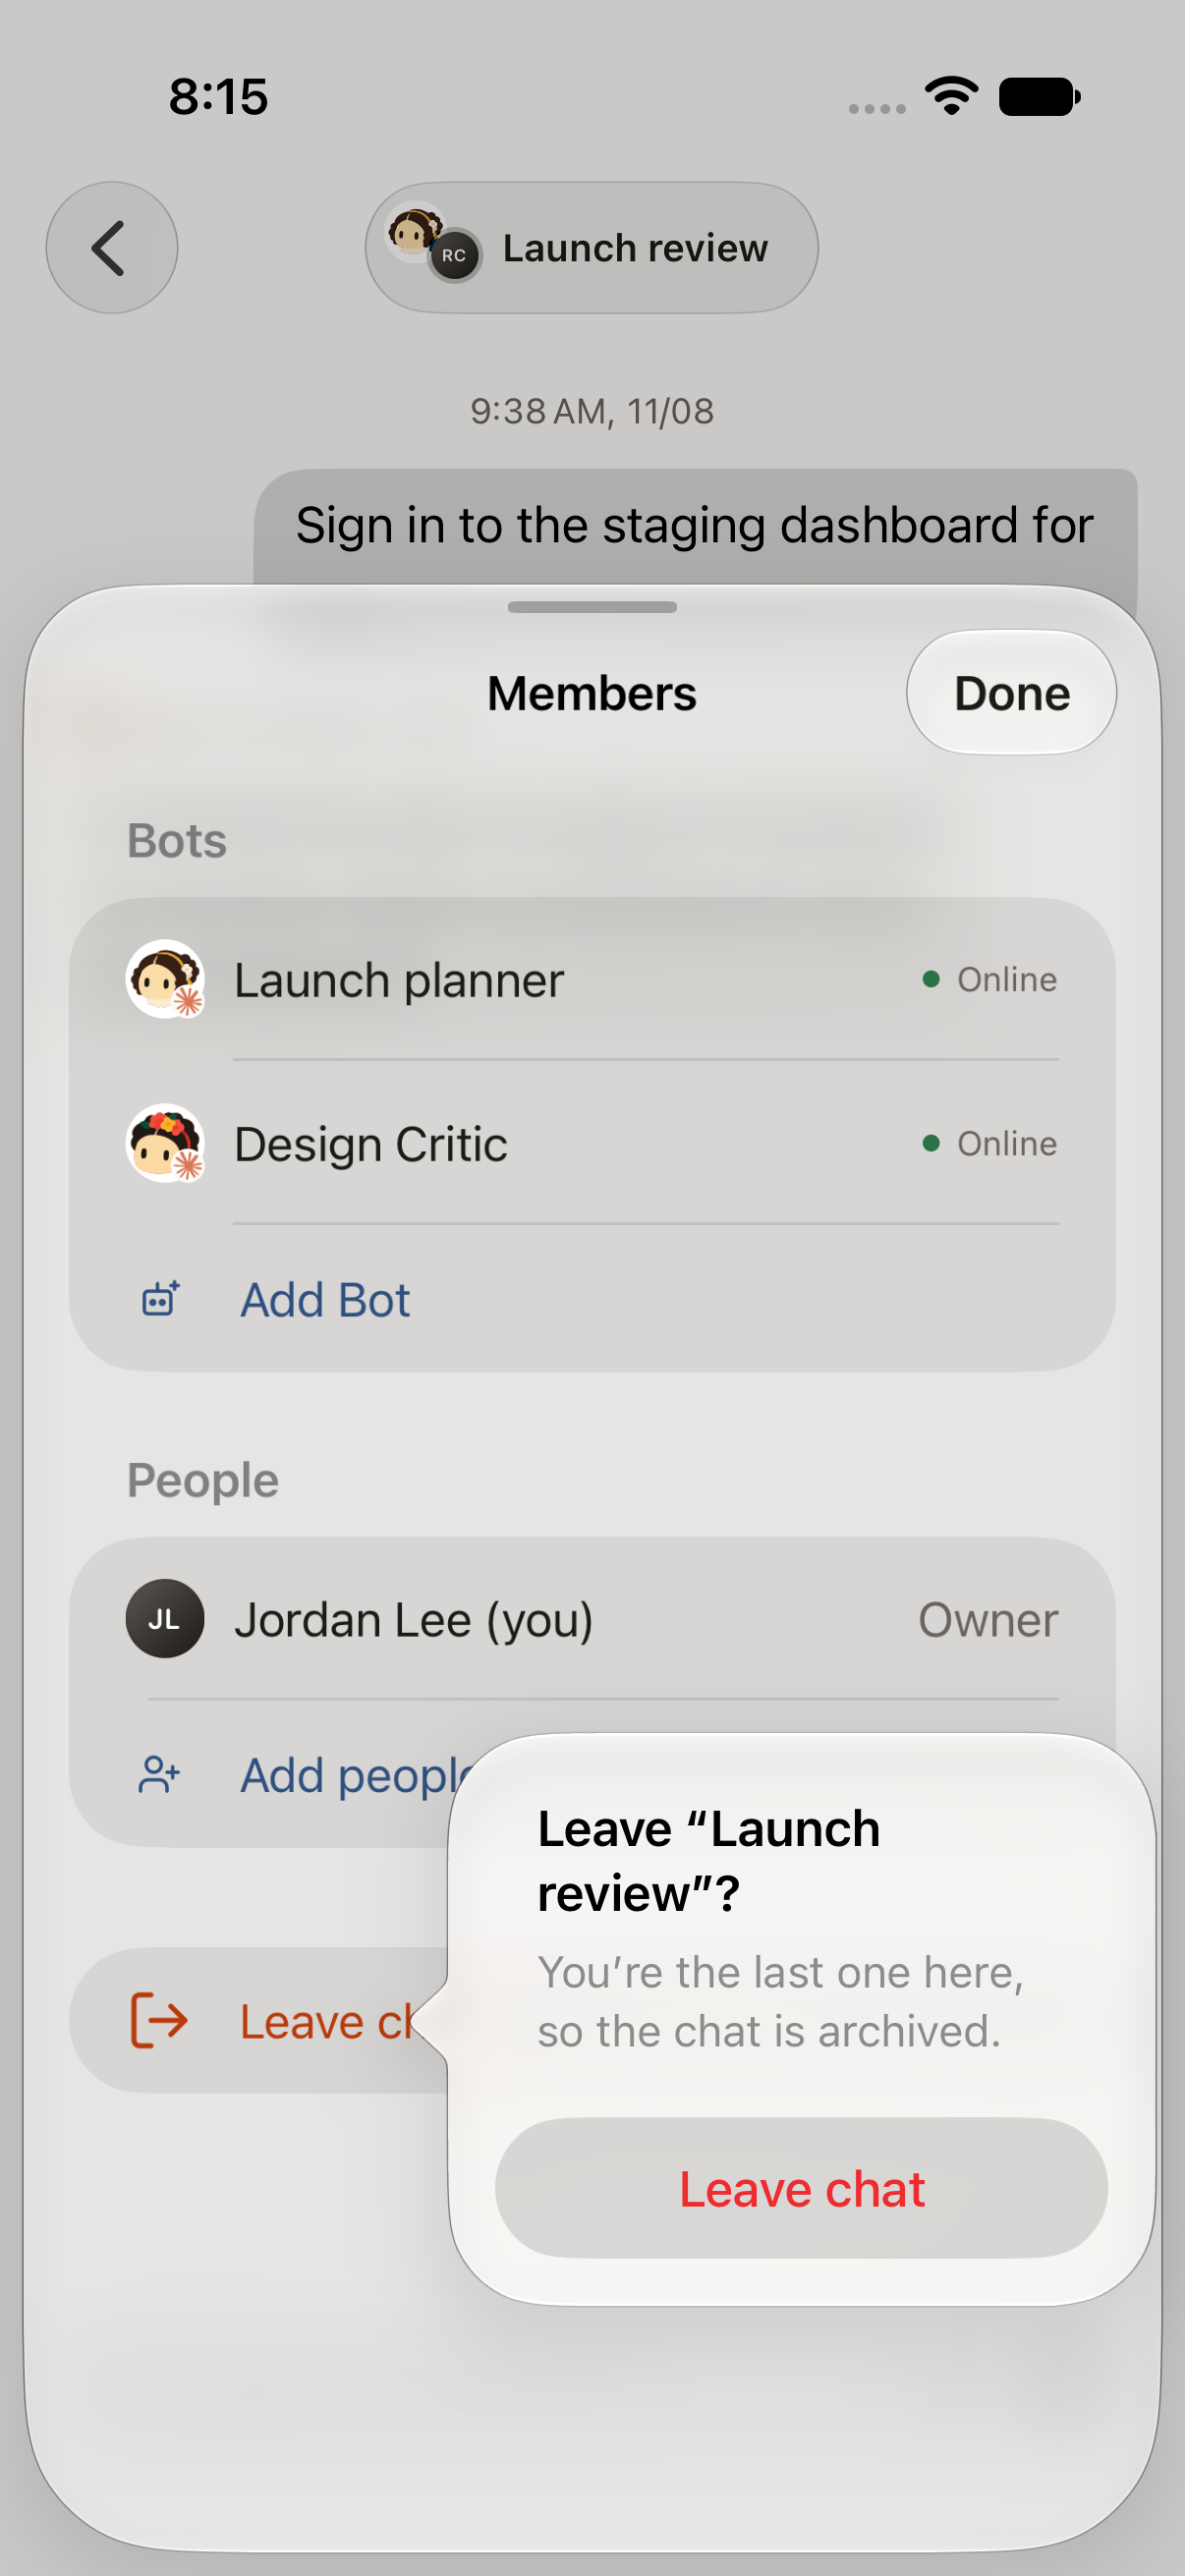 8:15
RC
Launch review
9:38 AM, 11/08
Sign in to the staging dashboard for
Members
Done
Bots
Launch planner
Online
Design Critic
Online
Add Bot
People
JL
Jordan Lee (you)
Owner
Add people
Leave “Launch
review”?
You’re the last one here,
so the chat is archived.
Leave ch
Leave chat